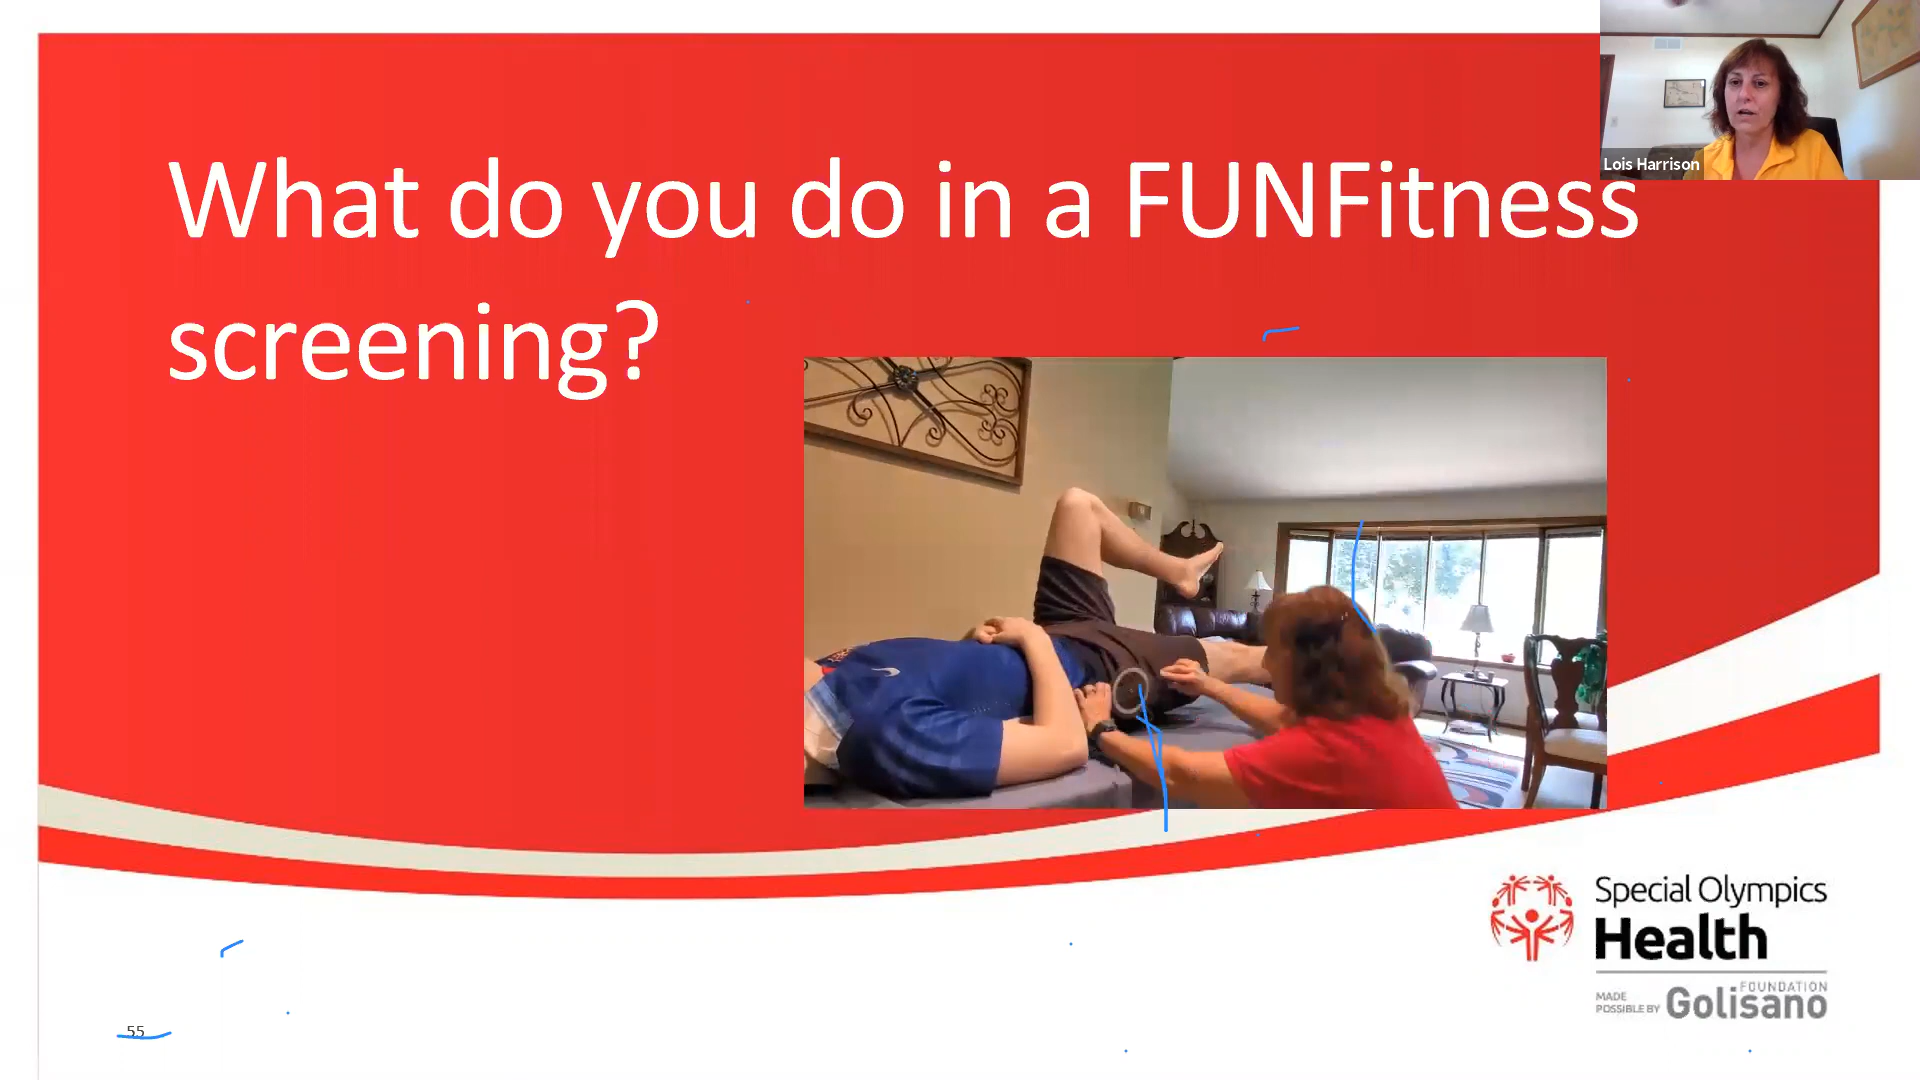 What do you do in a FUNFitness
screening?
Lois Harrison
Special Olympics
Health
MADE
POSSIBLE BY
Golisano
FOUNDATION
55